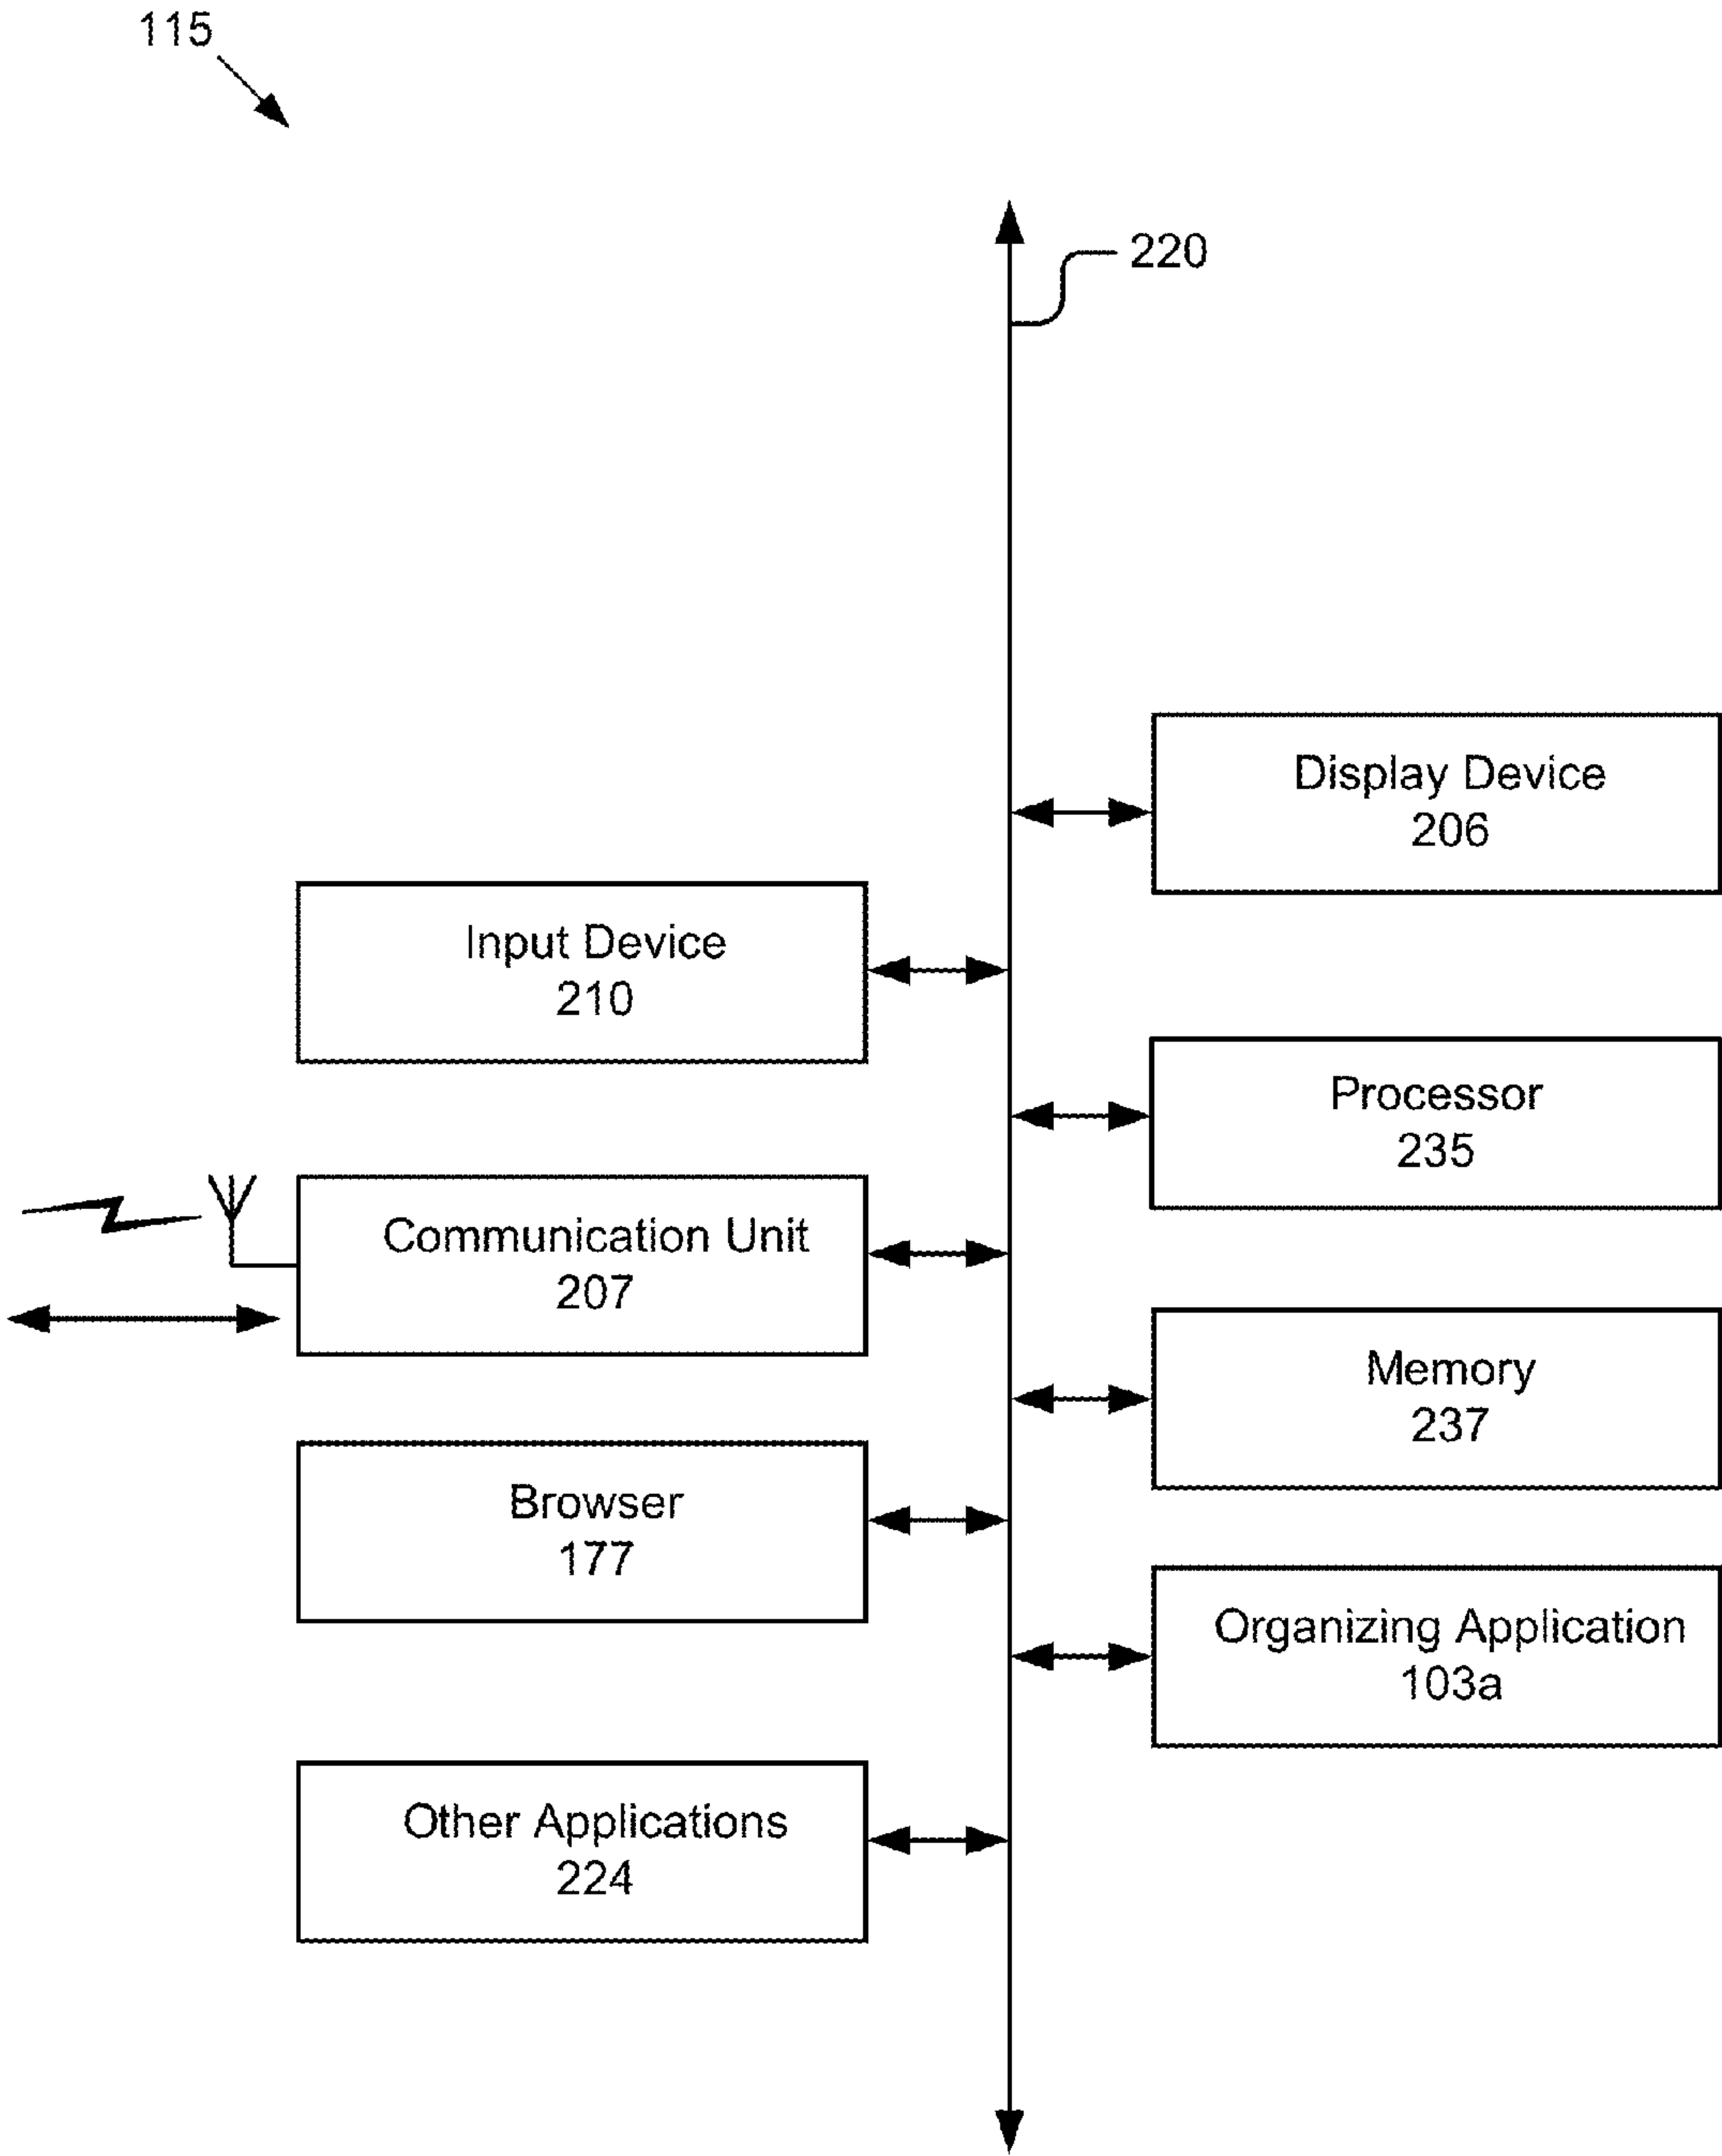 115
220
Display Device
206
Input Device
210
Processor
235
Communication Unit
207
Memory
237
Browser
177
Organizing Application
103a
Other Applications
224